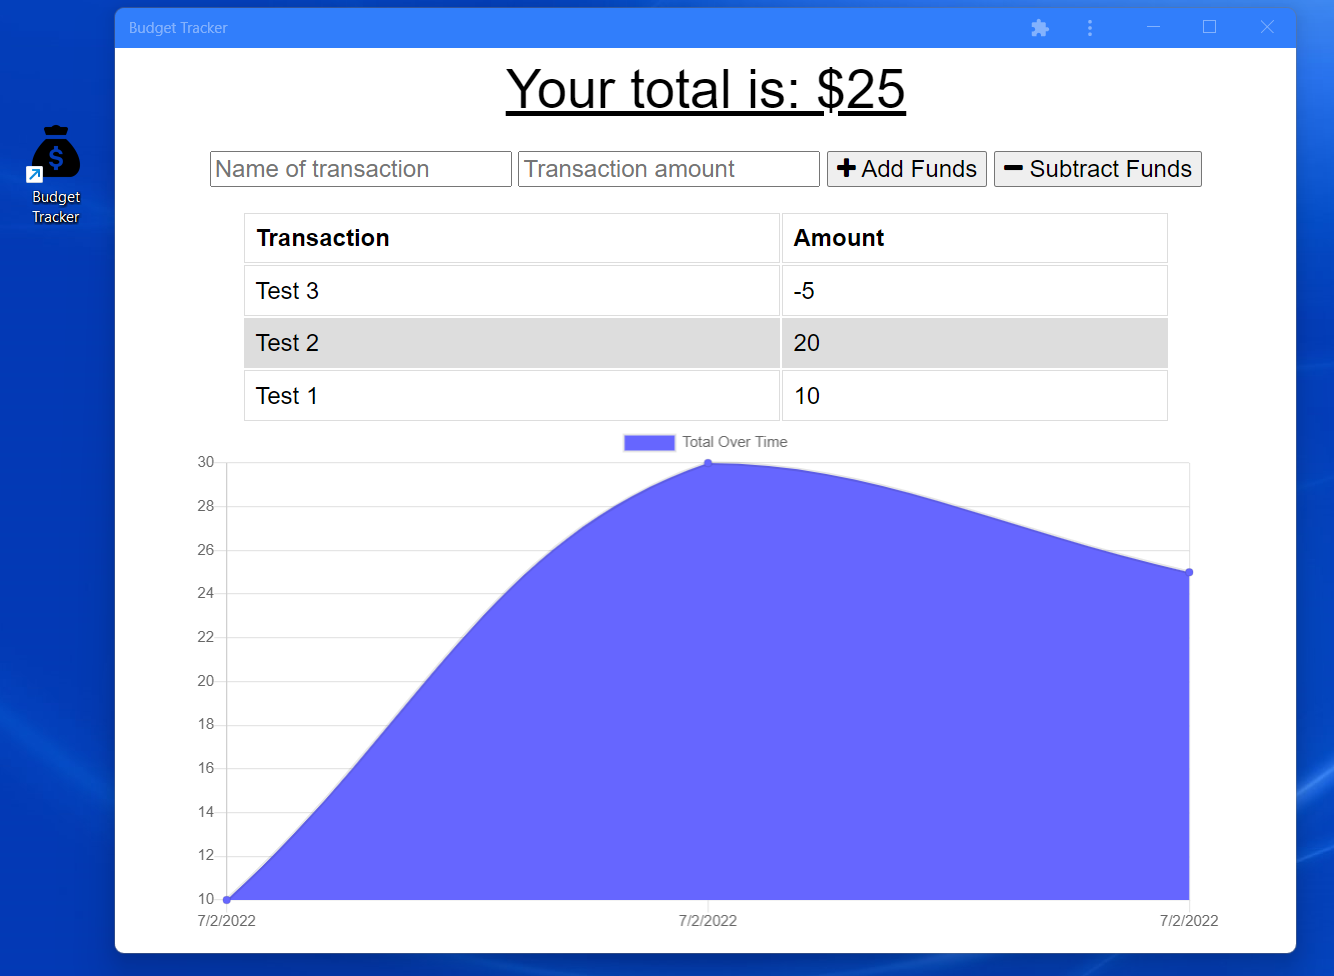 Budget Tracker
Your total is: $25
Budget
Tracker
Name of transaction Transaction amount Add Funds Subtract Funds
Transaction Amount
Test 3 -5
Test 2 20
Test 1 10
Total Over Time
30
28
26
24
22
20
18
16
14
12
10
7/2/2022 7/2/2022 7/2/2022